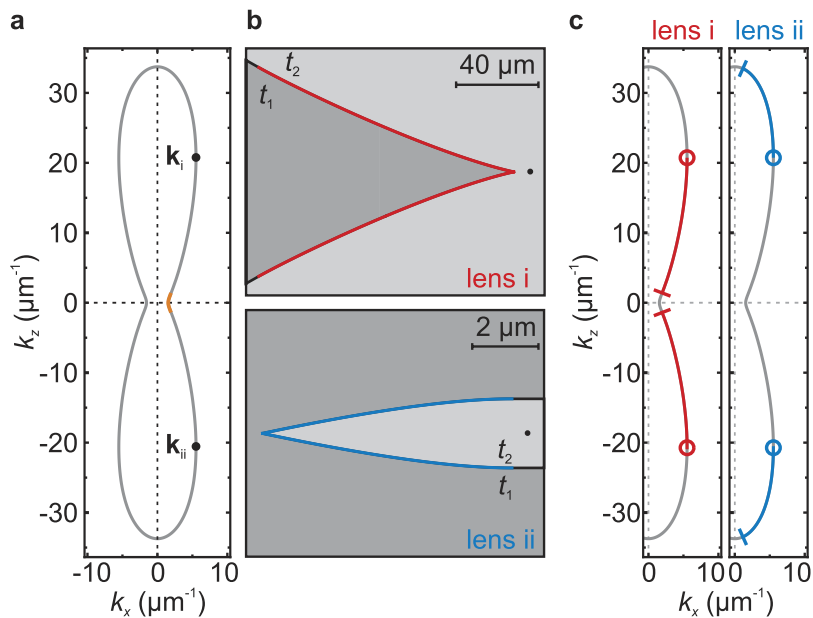 a
k_z (μm⁻¹)
30
20
10
0
-10
-20
-30
k_i
k_ii
-10 0 10
k_x (μm⁻¹)
b
t_2
t_1
40 μm
lens i
2 μm
t_2
t_1
lens ii
c
lens i lens ii
k_z (μm⁻¹)
30
20
10
0
-10
-20
-30
0 10 0 10
k_x (μm⁻¹)